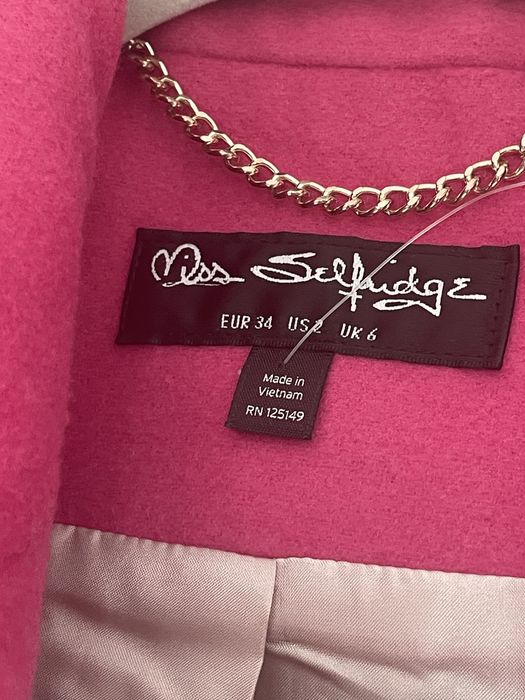 Miss Selfridge
EUR 34 US 2 UK 6
Made in
Vietnam
RN 125149